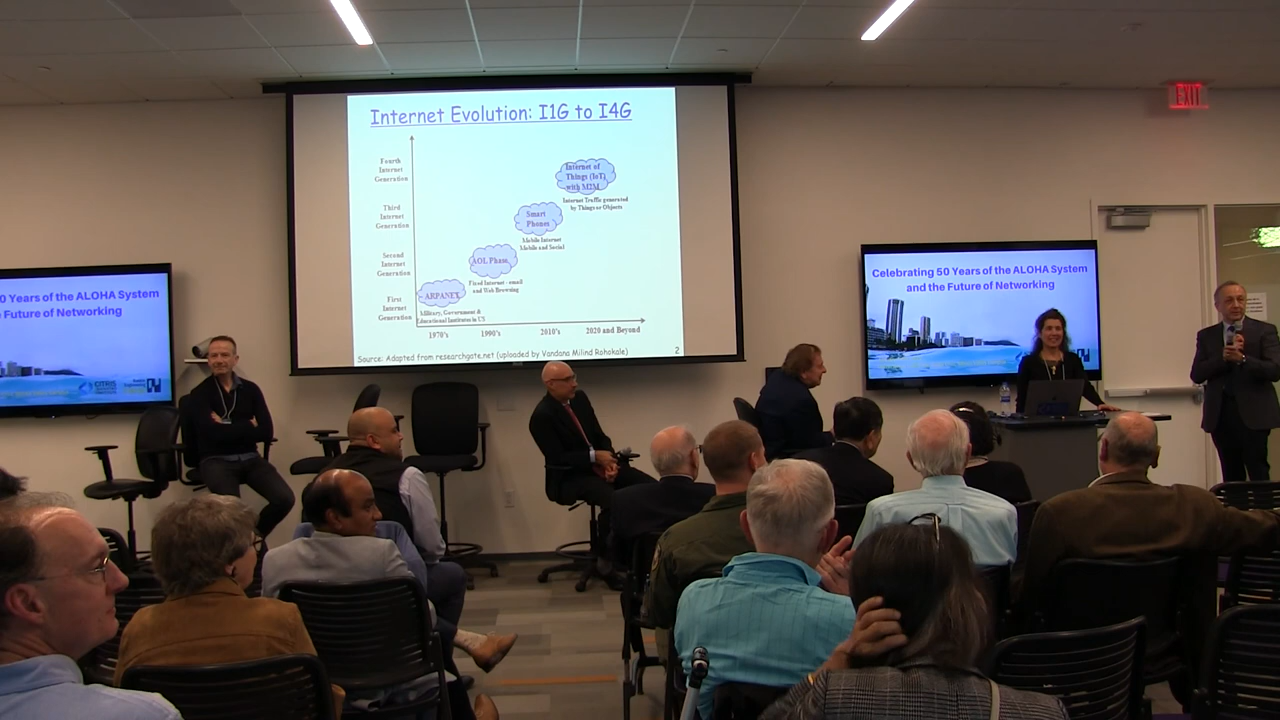 Internet Evolution: I1G to I4G
Fourth
Internet
Generation
Third
Internet
Generation
Second
Internet
Generation
First
Internet
Generation
Internet of
Things (IoT)
with M2M
Internet Traffic generated
by Things or Objects
Smart
Phones
Mobile Internet
Mobile and Social
AOL Phase
Fixed Internet - email
and Web Browsing
ARPANET
Military, Government &
Educational Institutes in US
1970's
1990's
2010's
2020 and Beyond
Source: Adapted from researchgate.net (uploaded by Vandana Milind Rohokale)
2
0 Years of the ALOHA System
Future of Networking
CITRIS
Celebrating 50 Years of the ALOHA System
and the Future of Networking
EXIT